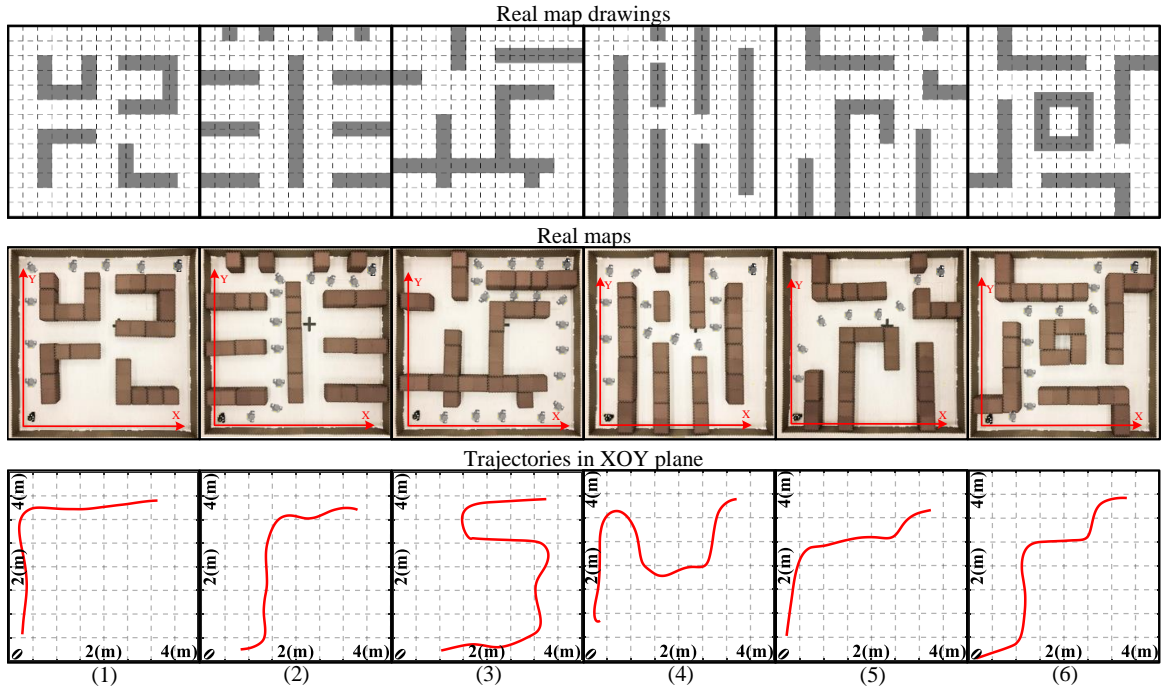 Real map drawings
Real maps
Y X Y X Y X Y X Y X Y X
Trajectories in XOY plane
4(m) 4(m) 4(m) 4(m) 4(m) 4(m)
2(m) 2(m) 2(m) 2(m) 2(m) 2(m)
0 2(m) 4(m) 0 2(m) 4(m) 0 2(m) 4(m) 0 2(m) 4(m) 0 2(m) 4(m) 0 2(m) 4(m)
(1) (2) (3) (4) (5) (6)